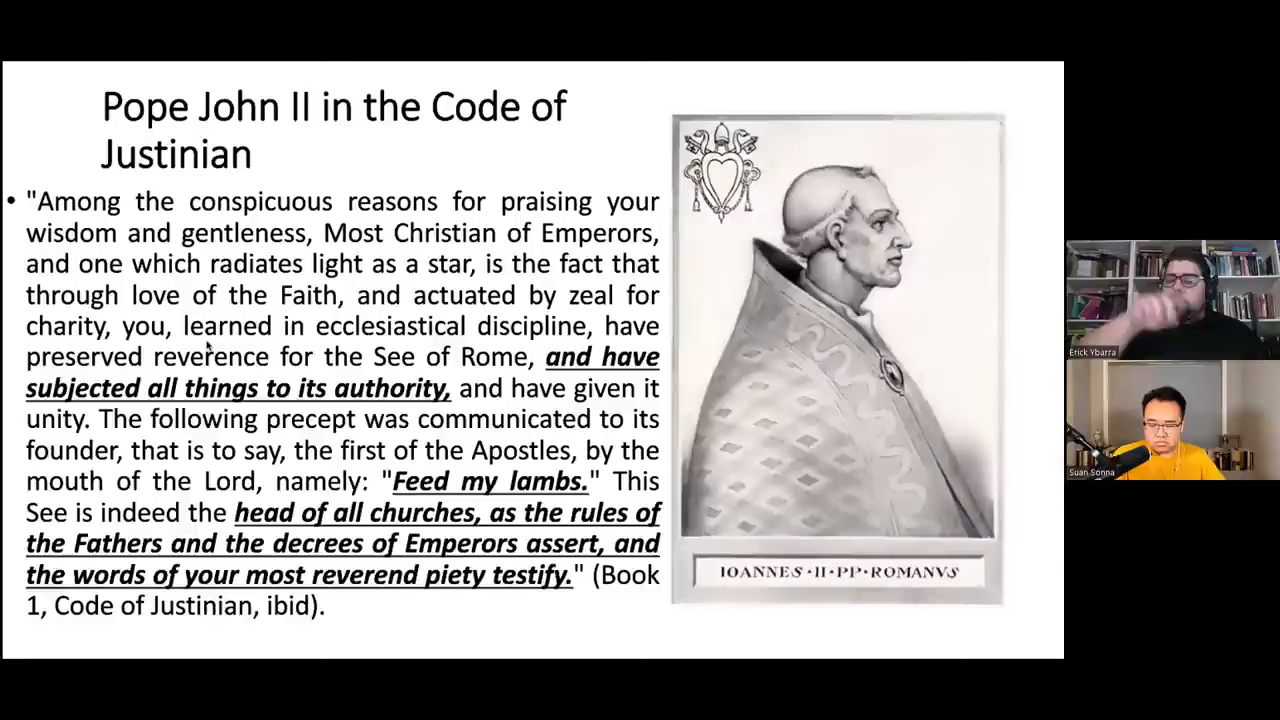 Pope John II in the Code of
Justinian
• "Among the conspicuous reasons for praising your
wisdom and gentleness, Most Christian of Emperors,
and one which radiates light as a star, is the fact that
through love of the Faith, and actuated by zeal for
charity, you, learned in ecclesiastical discipline, have
preserved reverence for the See of Rome, and have
subjected all things to its authority, and have given it
unity. The following precept was communicated to its
founder, that is to say, the first of the Apostles, by the
mouth of the Lord, namely: "Feed my lambs." This
See is indeed the head of all churches, as the rules of
the Fathers and the decrees of Emperors assert, and
the words of your most reverend piety testify." (Book
1, Code of Justinian, ibid).
IOANNES·II·PP·ROMANVS
Erick Ybarra
Suan Sonna